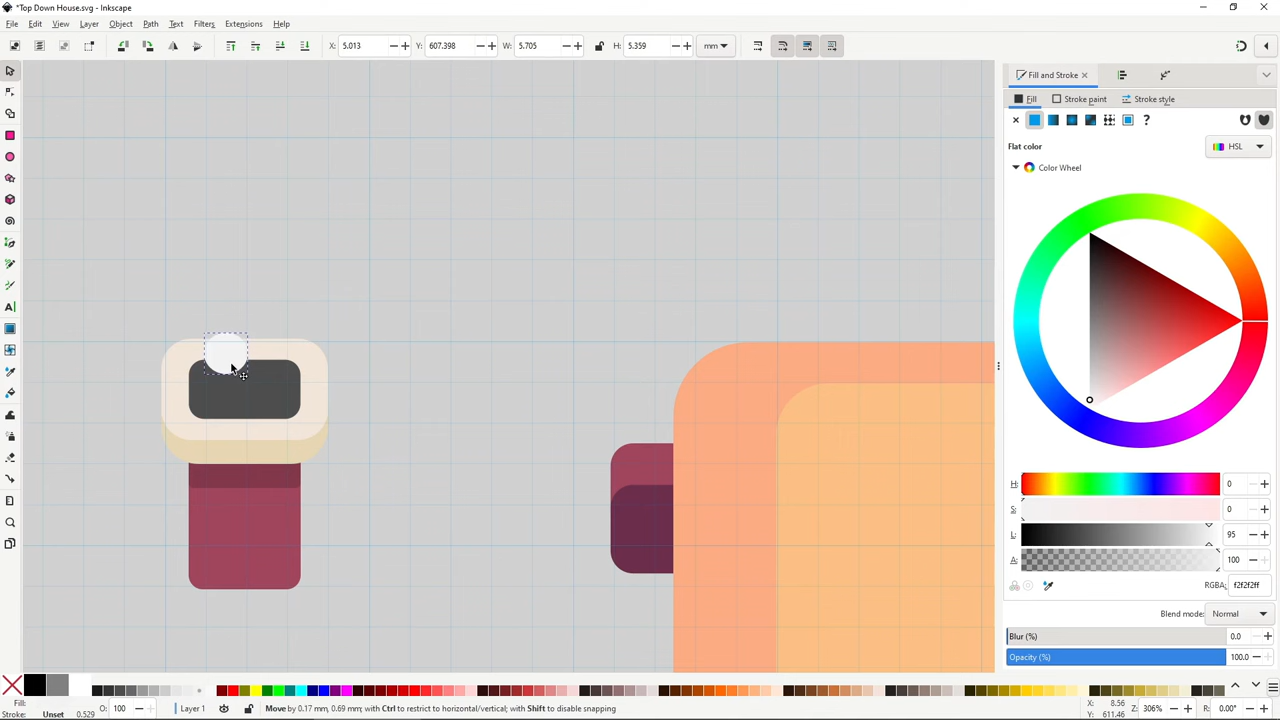 *Top Down House.svg - Inkscape
File Edit View Layer Object Path Text Filters Extensions Help
X: 5.013 Y: 607.398 W: 5.705 H: 5.359 mm
Fill and Stroke
Fill Stroke paint Stroke style
?
Flat color HSL
Color Wheel
H: 0
S: 0
L: 95
A: 100
RGBA: f2f2f2ff
Blend mode: Normal
Blur (%) 0.0
Opacity (%) 100.0
Fill: O: 100 Layer 1 Move by 0.17 mm, 0.69 mm; with Ctrl to restrict to horizontal/vertical; with Shift to disable snapping X: 8.56 Z: 306% R: 0.00°
Stroke: Unset 0.529 Y: 611.46